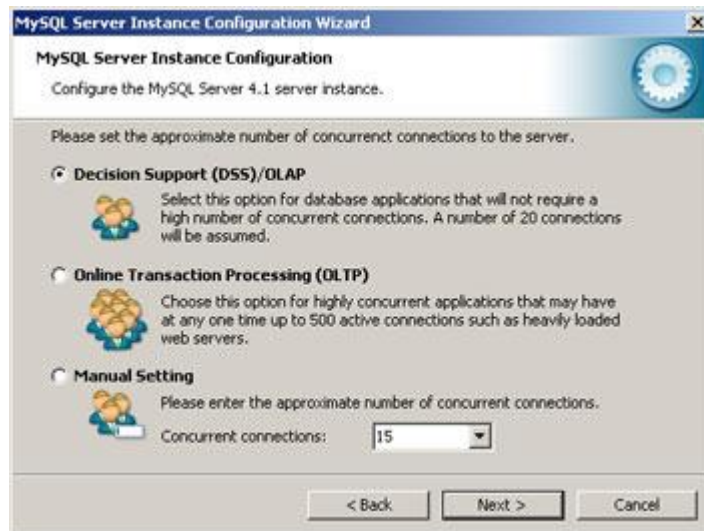 MySQL Server Instance Configuration Wizard
MySQL Server Instance Configuration
Configure the MySQL Server 4.1 server instance.
Please set the approximate number of concurrenct connections to the server.
Decision Support (DSS)/OLAP
Select this option for database applications that will not require a
high number of concurrent connections. A number of 20 connections
will be assumed.
Online Transaction Processing (OLTP)
Choose this option for highly concurrent applications that may have
at any one time up to 500 active connections such as heavily loaded
web servers.
Manual Setting
Please enter the approximate number of concurrent connections.
Concurrent connections: 15
< Back Next > Cancel